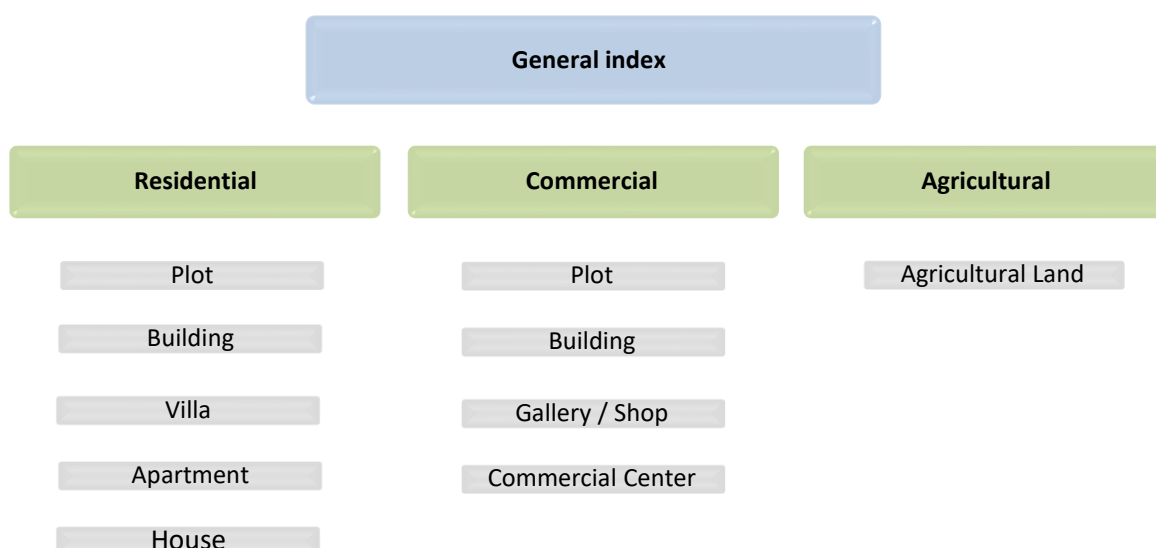 General index
Residential
Commercial
Agricultural
Plot
Plot
Agricultural Land
Building
Building
Villa
Gallery / Shop
Apartment
Commercial Center
House